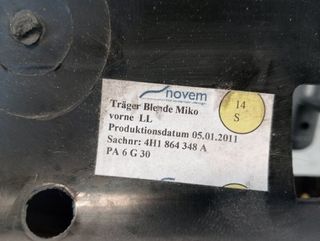 novem
14
S
Träger Blende Miko
vorne LL
Produktionsdatum 05.01.2011
Sachnr: 4H1 864 348 A
PA 6 G 30